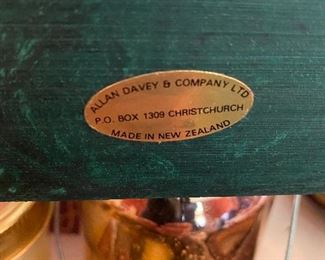 ALLAN DAVEY & COMPANY LTD
P.O. BOX 1309 CHRISTCHURCH
MADE IN NEW ZEALAND